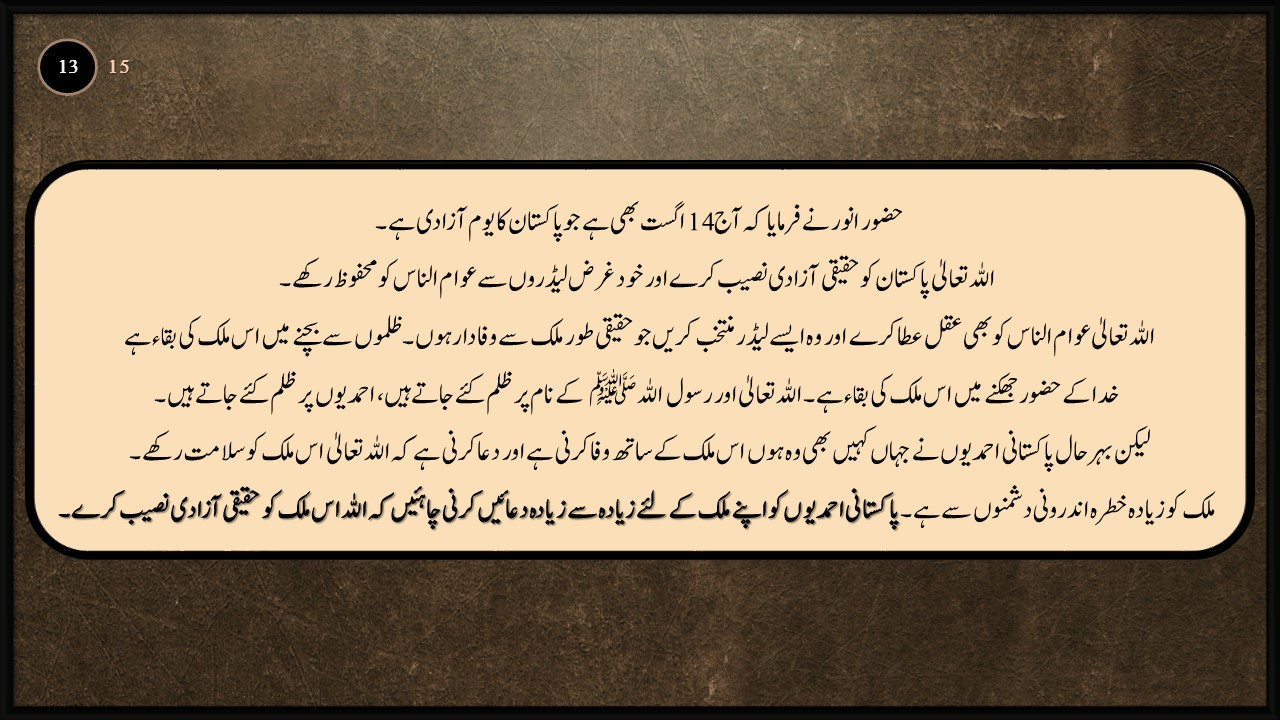 13 15
حضور انور نے فرمایا کہ آج 14 اگست بھی ہے جو پاکستان کا یوم آزادی ہے۔
اللہ تعالیٰ پاکستان کو حقیقی آزادی نصیب کرے اور خود غرض لیڈروں سے عوام الناس کو محفوظ رکھے۔
اللہ تعالیٰ عوام الناس کو بھی عقل عطا کرے اور وہ ایسے لیڈر منتخب کریں جو حقیقی طور ملک سے وفادار ہوں۔ ظلموں سے بچنے میں اس ملک کی بقاء ہے
خدا کے حضور جھکنے میں اس ملک کی بقاء ہے۔ اللہ تعالیٰ اور رسول اللہ ﷺ کے نام پر ظلم کئے جاتے ہیں، احمدیوں پر ظلم کئے جاتے ہیں۔
لیکن بہر حال پاکستانی احمدیوں نے جہاں کہیں بھی وہ ہوں اس ملک کے ساتھ وفا کرنی ہے اور دعا کرنی ہے کہ اللہ تعالیٰ اس ملک کو سلامت رکھے۔
ملک کو زیادہ خطرہ اندرونی دشمنوں سے ہے۔ پاکستانی احمدیوں کو اپنے ملک کے لئے زیادہ سے زیادہ دعائیں کرنی چاہئیں کہ اللہ اس ملک کو حقیقی آزادی نصیب کرے۔